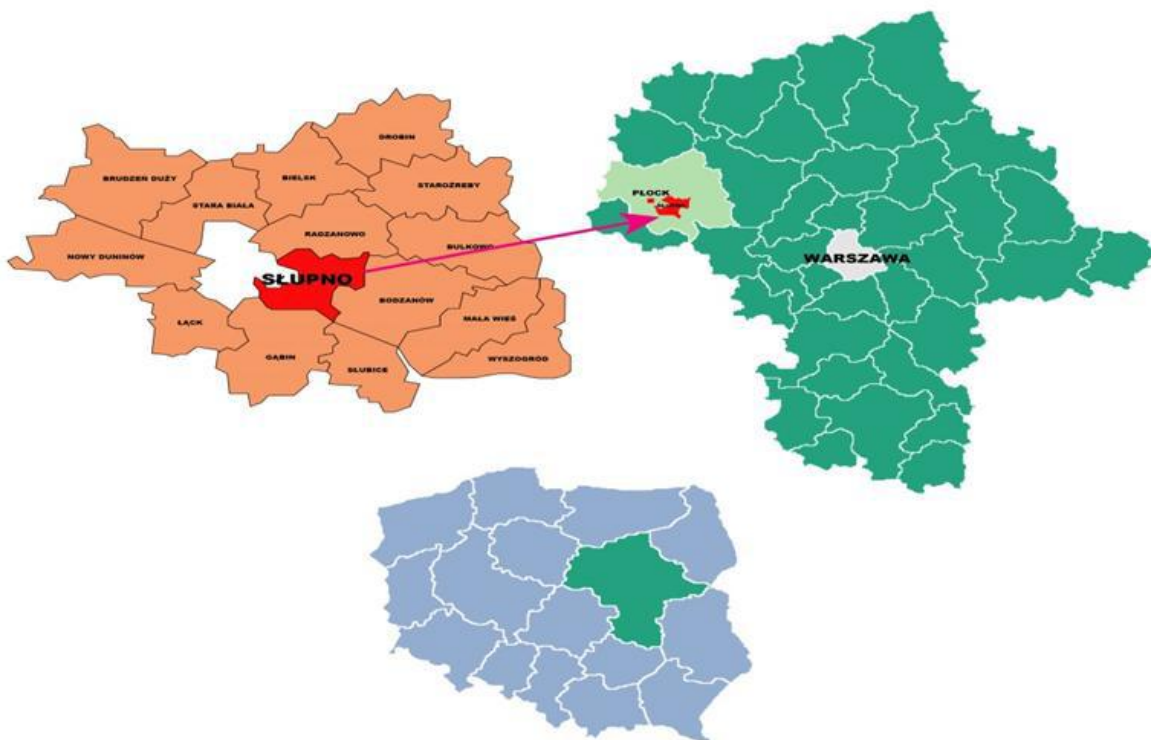 DROBIN
BRUDZEŃ DUŻY
BIELSK
STAROŹREBY
STARA BIAŁA
RADZANOWO
BULKOWO
NOWY DUNINÓW
SŁUPNO
BODZANÓW
ŁĄCK
MAŁA WIEŚ
GĄBIN
SŁUBICE
WYSZOGRÓD
PŁOCK
WARSZAWA